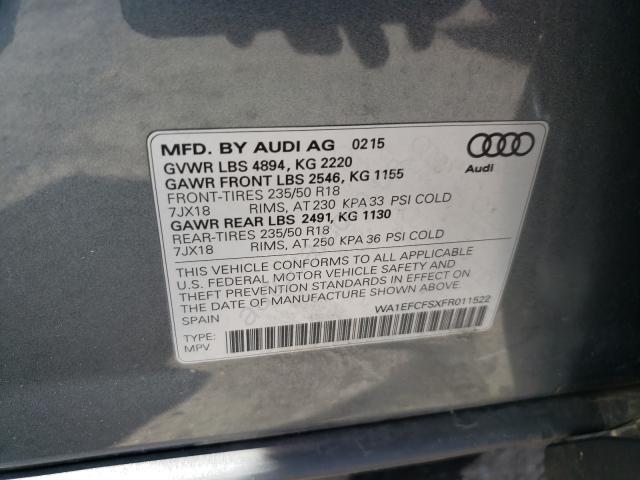 MFD. BY AUDI AG 0215
GVWR LBS 4894, KG 2220
GAWR FRONT LBS 2546, KG 1155
FRONT-TIRES 235/50 R18
7JX18 RIMS, AT 230 KPA 33 PSI COLD
GAWR REAR LBS 2491, KG 1130
REAR-TIRES 235/50 R18
7JX18 RIMS, AT 250 KPA 36 PSI COLD
Audi
THIS VEHICLE CONFORMS TO ALL APPLICABLE
U.S. FEDERAL MOTOR VEHICLE SAFETY AND
THEFT PREVENTION STANDARDS IN EFFECT ON
THE DATE OF MANUFACTURE SHOWN ABOVE.
SPAIN
WA1EFCFSXFR011522
TYPE:
MPV